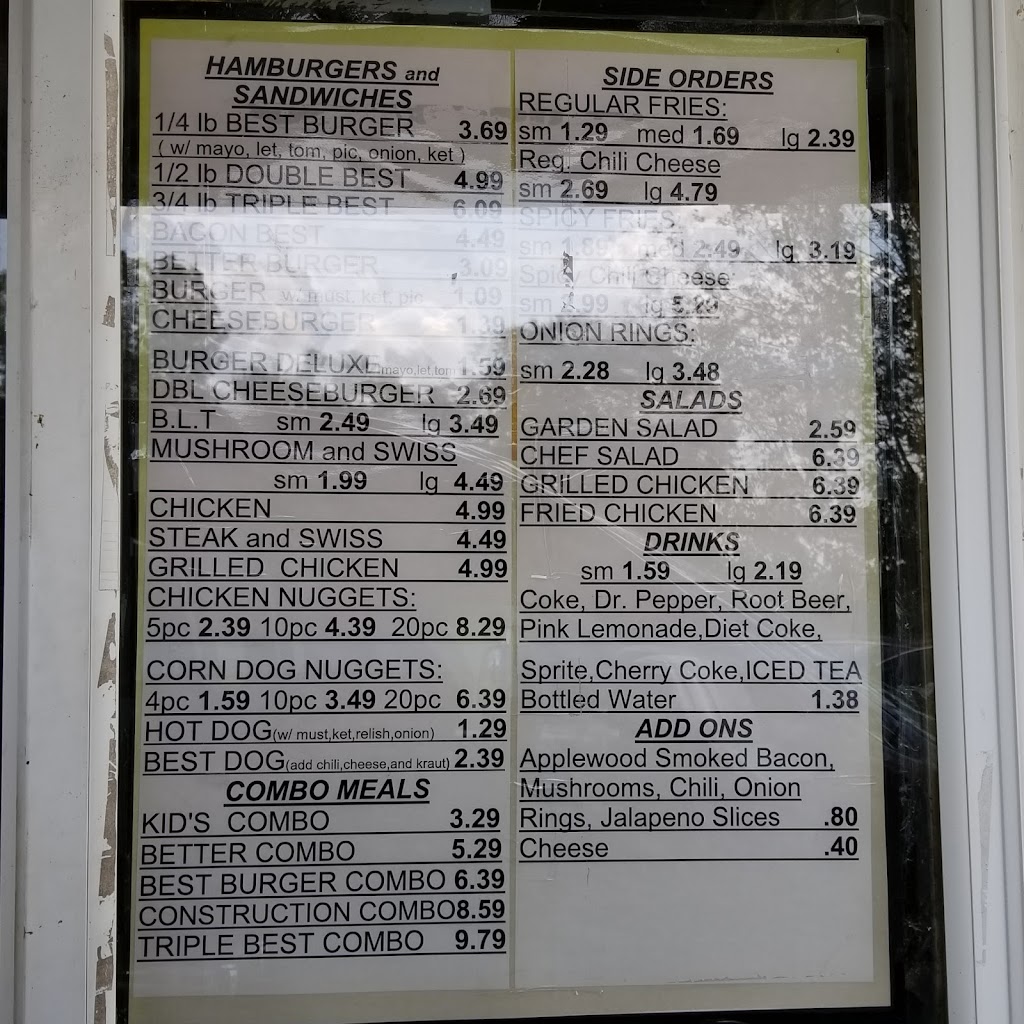 HAMBURGERS and
SANDWICHES
1/4 lb BEST BURGER 3.69
( w/ mayo, let, tom, pic, onion, ket )
1/2 lb DOUBLE BEST 4.99
3/4 lb TRIPLE BEST 6.09
BACON BEST 4.49
BETTER BURGER 3.09
BURGER w/ must, ket, pic 1.09
CHEESEBURGER 1.39
BURGER DELUXE mayo,let,tom 1.59
DBL CHEESEBURGER 2.69
B.L.T sm 2.49 lg 3.49
MUSHROOM and SWISS
sm 1.99 lg 4.49
CHICKEN 4.99
STEAK and SWISS 4.49
GRILLED CHICKEN 4.99
CHICKEN NUGGETS:
5pc 2.39 10pc 4.39 20pc 8.29
CORN DOG NUGGETS:
4pc 1.59 10pc 3.49 20pc 6.39
HOT DOG(w/ must,ket,relish,onion) 1.29
BEST DOG(add chili,cheese,and kraut) 2.39
COMBO MEALS
KID'S COMBO 3.29
BETTER COMBO 5.29
BEST BURGER COMBO 6.39
CONSTRUCTION COMBO8.59
TRIPLE BEST COMBO 9.79
SIDE ORDERS
REGULAR FRIES:
sm 1.29 med 1.69 lg 2.39
Reg. Chili Cheese
sm 2.69 lg 4.79
SPICY FRIES:
sm 1.89 med 2.49 lg 3.19
Spicy Chili Cheese:
sm lg 5.29
ONION RINGS:
sm 2.28 lg 3.48
SALADS
GARDEN SALAD 2.59
CHEF SALAD 6.39
GRILLED CHICKEN 6.39
FRIED CHICKEN 6.39
DRINKS
sm 1.59 lg 2.19
Coke, Dr. Pepper, Root Beer,
Pink Lemonade,Diet Coke,
Sprite,Cherry Coke,ICED TEA
Bottled Water 1.38
ADD ONS
Applewood Smoked Bacon,
Mushrooms, Chili, Onion
Rings, Jalapeno Slices .80
Cheese .40